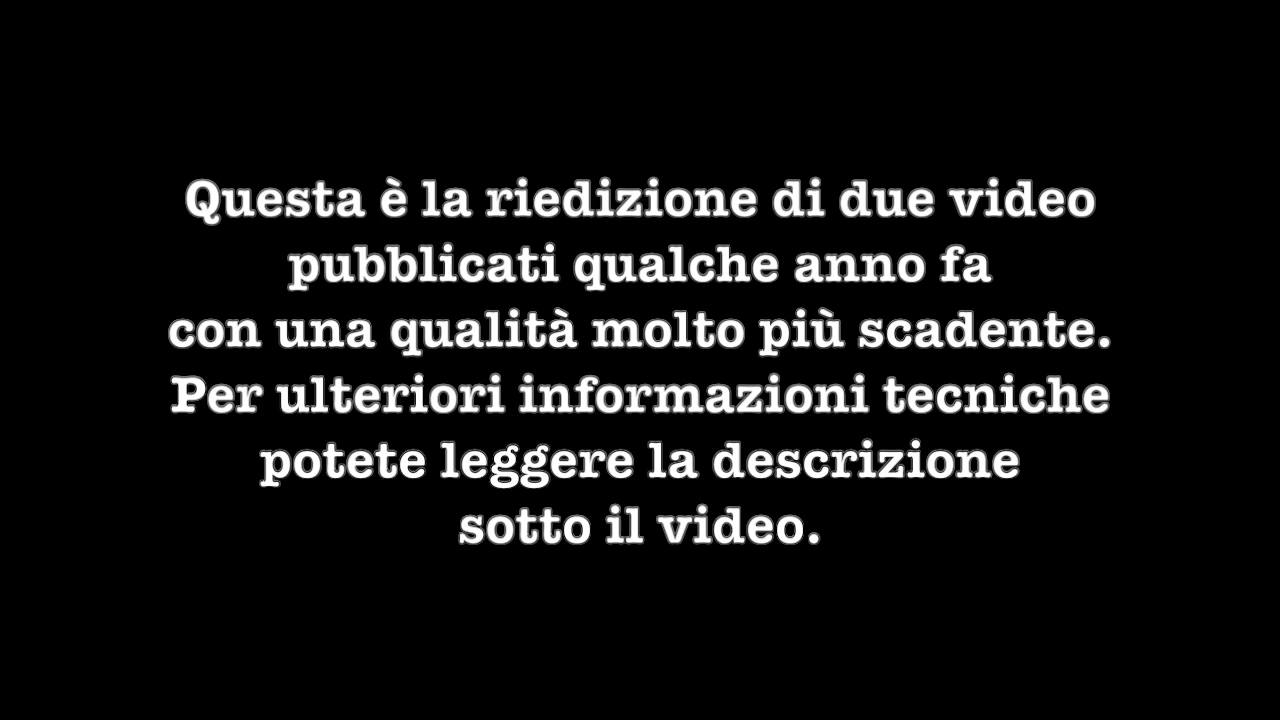 Questa è la riedizione di due video
pubblicati qualche anno fa
con una qualità molto più scadente.
Per ulteriori informazioni tecniche
potete leggere la descrizione
sotto il video.